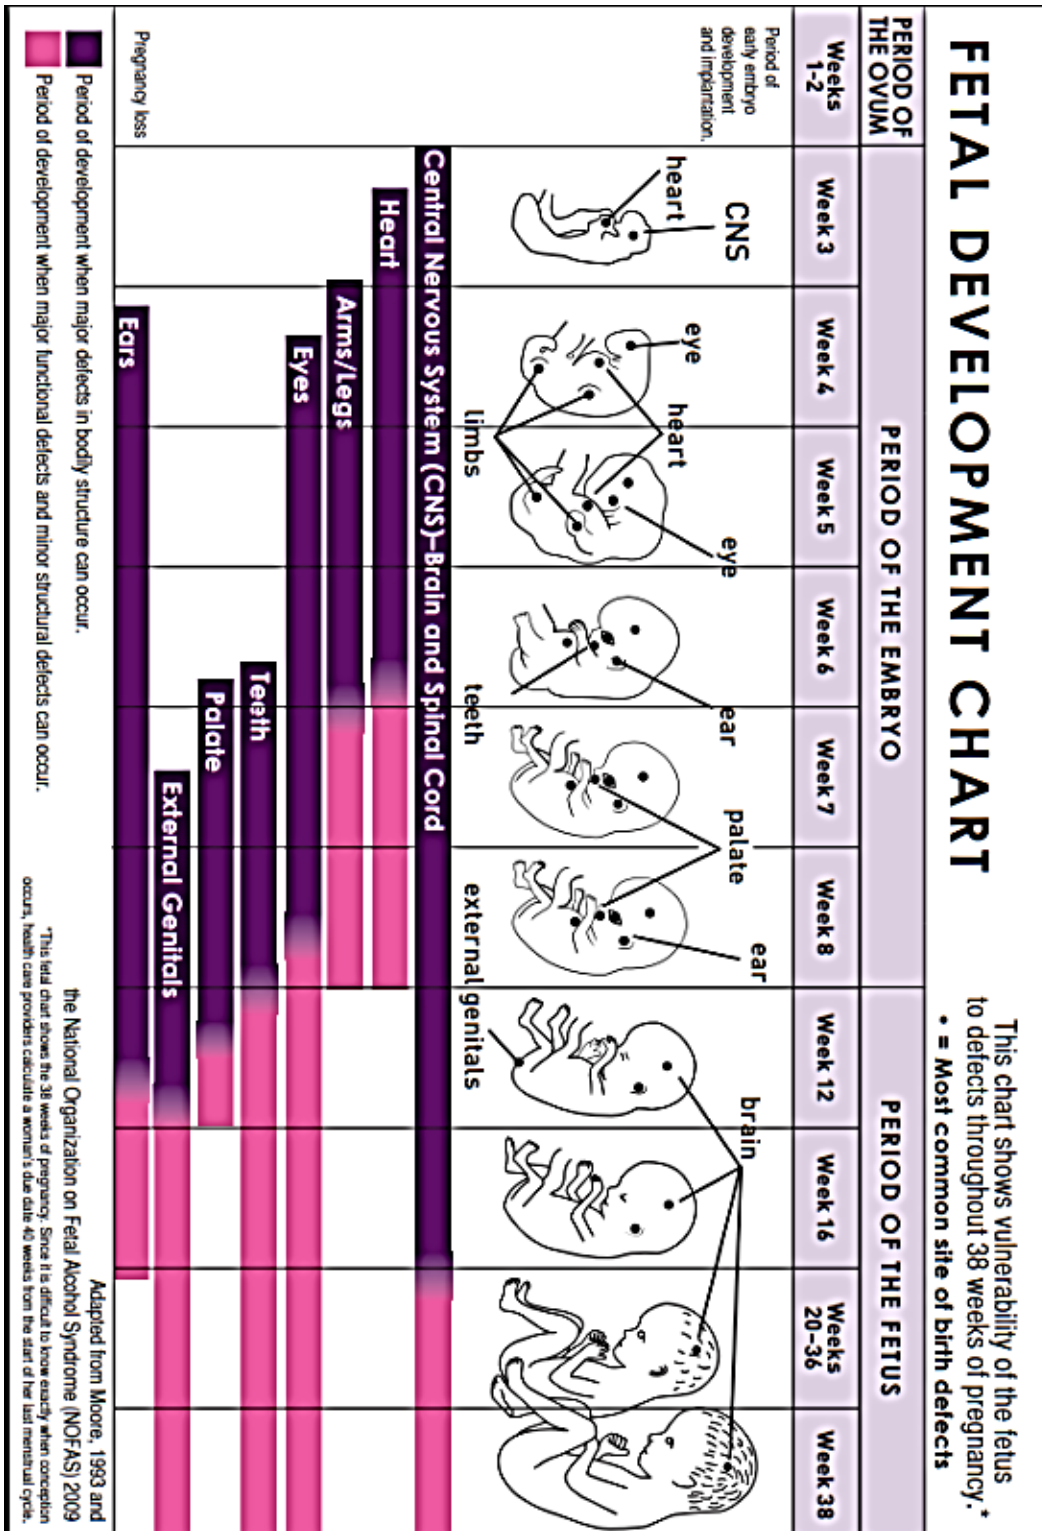 FETAL DEVELOPMENT CHART
This chart shows vulnerability of the fetus
to defects throughout 38 weeks of pregnancy.*
• = Most common site of birth defects
PERIOD OF
THE OVUM
PERIOD OF THE EMBRYO
PERIOD OF THE FETUS
Weeks
1-2
Week 3
Week 4
Week 5
Week 6
Week 7
Week 8
Week 12
Week 16
Weeks
20–36
Week 38
Period of
early embryo
development
and implantation.
CNS
heart
eye
heart
limbs
eye
ear
teeth
palate
ear
external genitals
brain
Central Nervous System (CNS)–Brain and Spinal Cord
Heart
Arms/Legs
Eyes
Teeth
Palate
External Genitals
Ears
Pregnancy loss
Period of development when major defects in bodily structure can occur.
Period of development when major functional defects and minor structural defects can occur.
Adapted from Moore, 1993 and
the National Organization on Fetal Alcohol Syndrome (NOFAS) 2009
*This fetal chart shows the 38 weeks of pregnancy. Since it is difficult to know exactly when conception
occurs, health care providers calculate a woman's due date 40 weeks from the start of her last menstrual cycle.